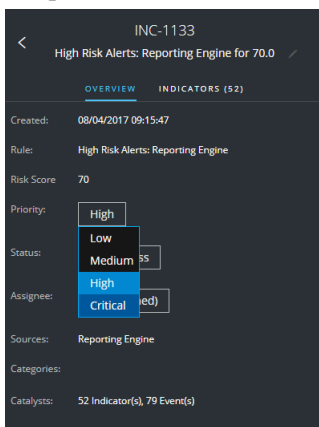 INC-1133
High Risk Alerts: Reporting Engine for 70.0
OVERVIEW INDICATORS (52)
Created: 08/04/2017 09:15:47
Rule: High Risk Alerts: Reporting Engine
Risk Score 70
Priority: High
Low
Status:
Medium ss
High
Assignee: ned)
Critical
Sources: Reporting Engine
Categories:
Catalysts: 52 Indicator(s), 79 Event(s)